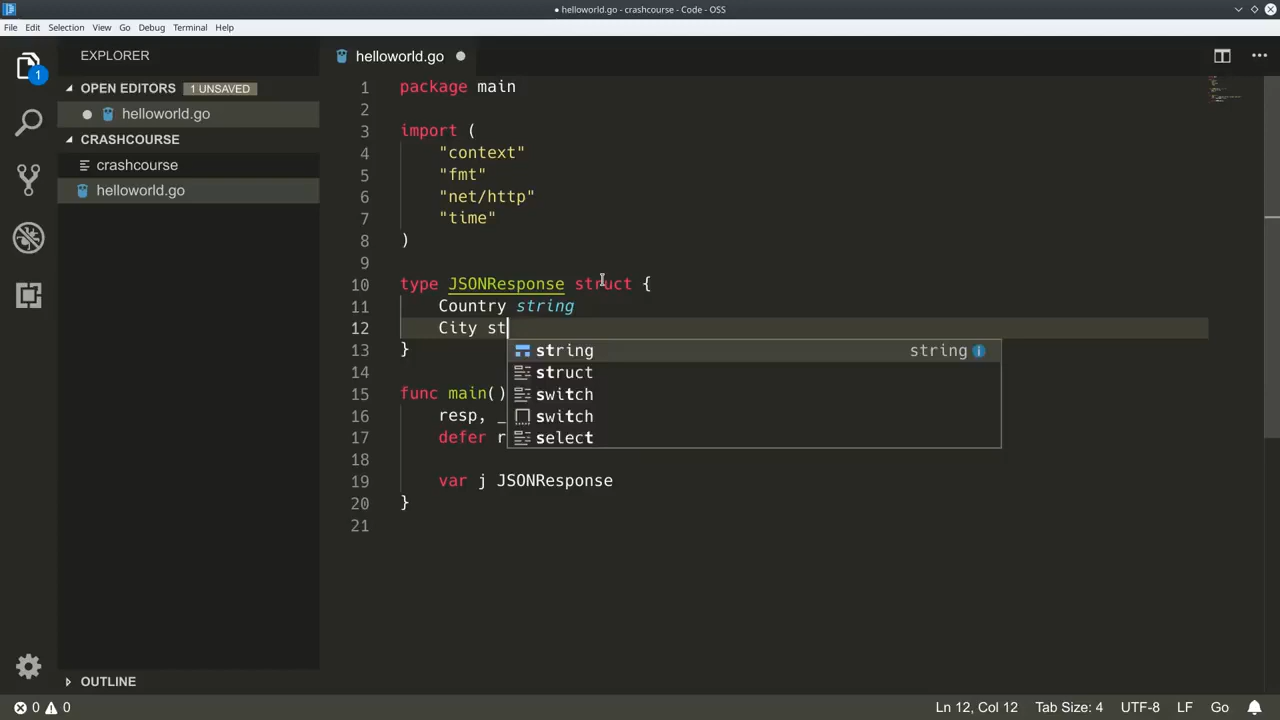 ● helloworld.go - crashcourse - Code - OSS
File Edit Selection View Go Debug Terminal Help
EXPLORER
1
OPEN EDITORS 1 UNSAVED
helloworld.go
CRASHCOURSE
crashcourse
helloworld.go
OUTLINE
helloworld.go
1 package main
2
3 import (
4 "context"
5 "fmt"
6 "net/http"
7 "time"
8 )
9
10 type JSONResponse struct {
11 Country string
12 City st
13 }
14
15 func main()
16 resp, _
17 defer r
18
19 var j JSONResponse
20 }
21
string string
struct
switch
switch
select
0 0 Ln 12, Col 12 Tab Size: 4 UTF-8 LF Go